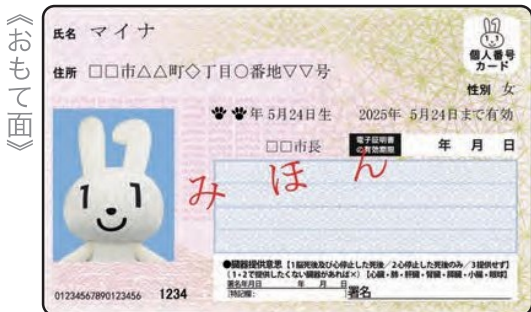 《おもて面》
氏名 マイナ
個人番号
カード
住所 □□市△△町◇丁目○番地▽▽号
性別 女
年 5月24日生 2025年 5月24日まで有効
□□市長 電子証明書の有効期限 年 月 日
みほん
1 1
●臓器提供意思【1脳死後及び心停止した死後／2心停止した死後のみ／3提供せず】
(1・2で提供したくない臓器があれば×)【心臓・肺・肝臓・腎臓・膵臓・小腸・眼球】
署名年月日 年 月 日
[特記欄: ]署名
01234567890123456 1234